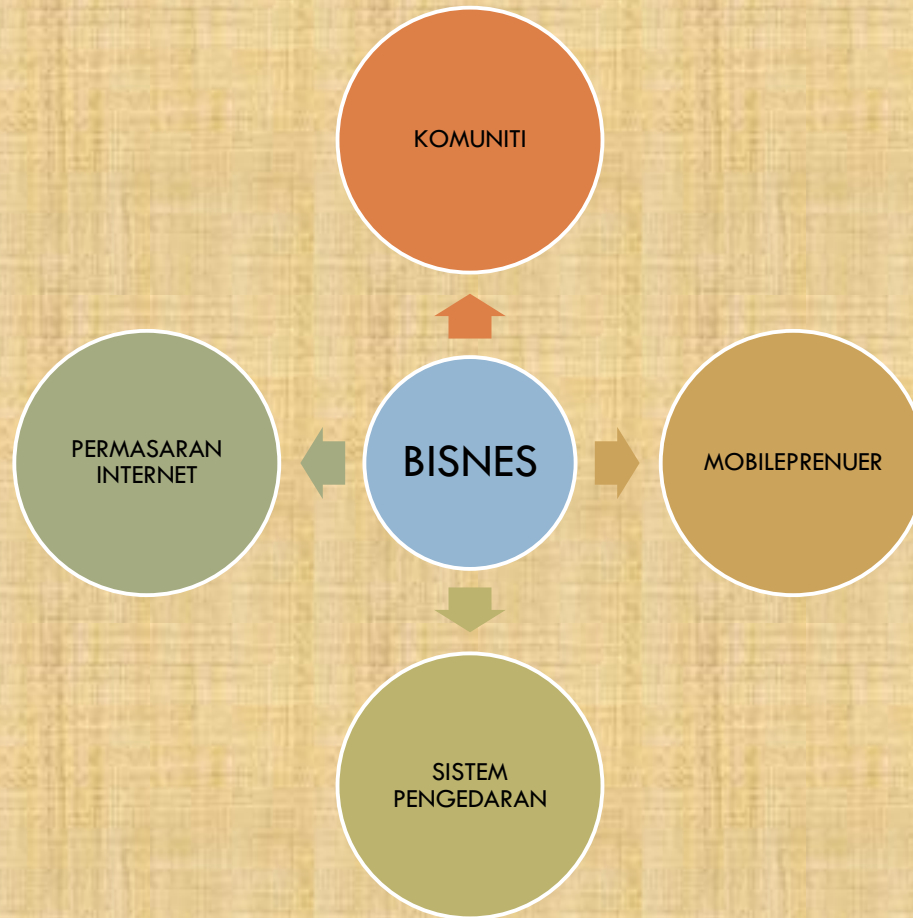 KOMUNITI
PERMASARAN
INTERNET
BISNES
MOBILEPRENUER
SISTEM
PENGEDARAN